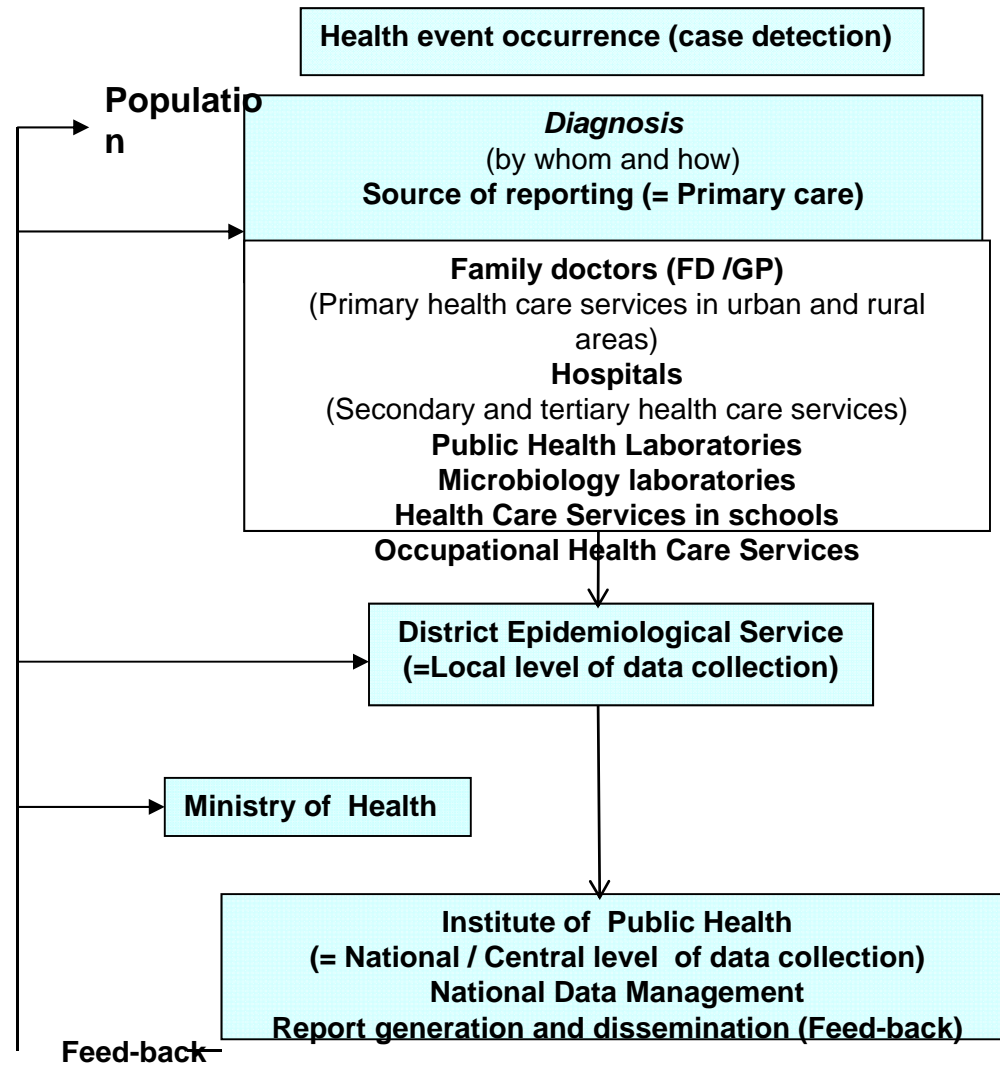 Health event occurrence (case detection)
Populatio
n
Diagnosis
(by whom and how)
Source of reporting (= Primary care)
Family doctors (FD /GP)
(Primary health care services in urban and rural
areas)
Hospitals
(Secondary and tertiary health care services)
Public Health Laboratories
Microbiology laboratories
Health Care Services in schools
Occupational Health Care Services
District Epidemiological Service
(=Local level of data collection)
Ministry of  Health
Institute of  Public Health
(= National / Central level  of data collection)
National Data Management
Report generation and dissemination (Feed-back)
Feed-back